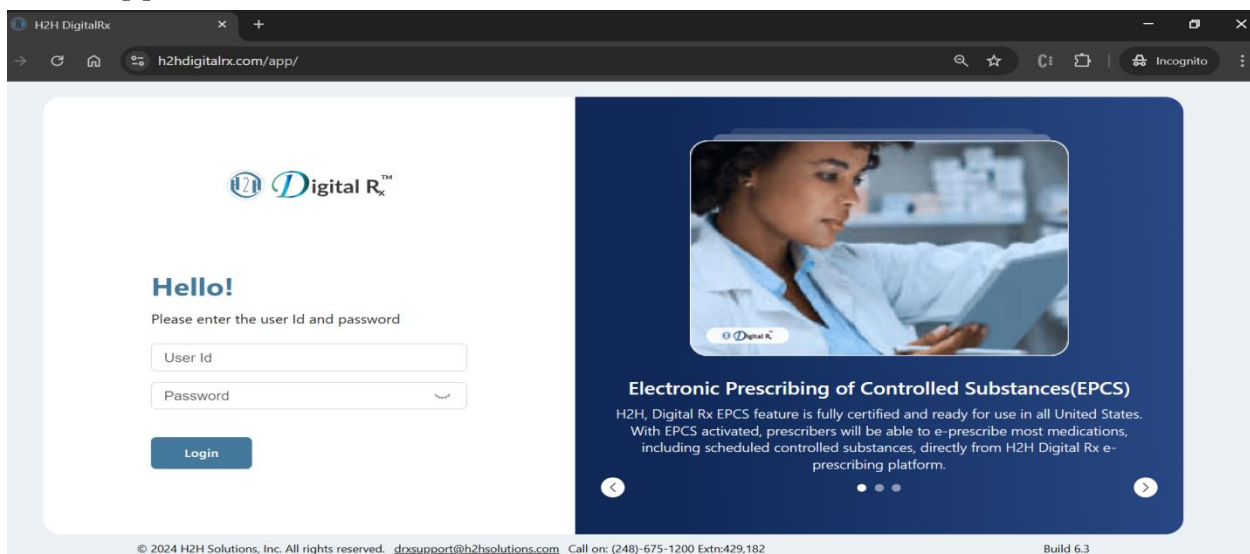 H2H DigitalRx
h2hdigitalrx.com/app/
Incognito
H2H Digital Rx™
Hello!
Please enter the user Id and password
User Id
Password
Login
Digital Rx
Electronic Prescribing of Controlled Substances(EPCS)
H2H, Digital Rx EPCS feature is fully certified and ready for use in all United States.
With EPCS activated, prescribers will be able to e-prescribe most medications,
including scheduled controlled substances, directly from H2H Digital Rx e-
prescribing platform.
© 2024 H2H Solutions, Inc. All rights reserved. drxsupport@h2hsolutions.com Call on: (248)-675-1200 Extn:429,182
Build 6.3